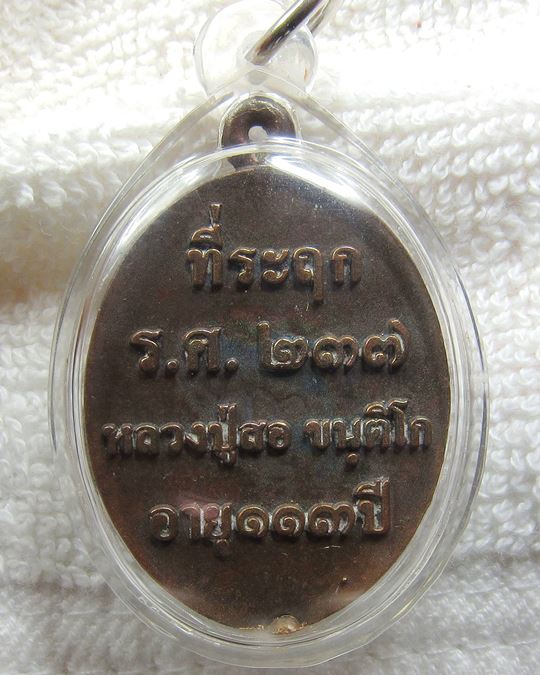 ที่ระฤก
ร.ศ. ๒๓๗
หลวงปู่สอ ขนฺติโก
อายุ๑๑๓ปี